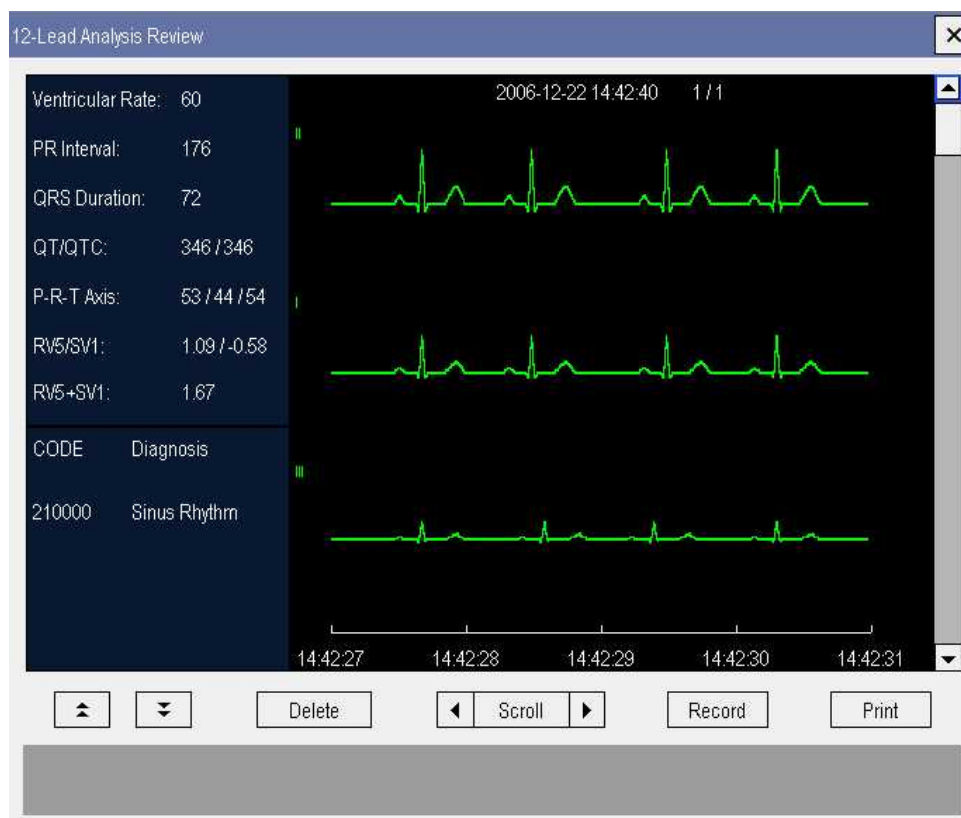 12-Lead Analysis Review
Ventricular Rate: 60
PR Interval: 176
QRS Duration: 72
QT/QTC: 346 / 346
P-R-T Axis: 53 / 44 / 54
RV5/SV1: 1.09 / -0.58
RV5+SV1: 1.67
CODE Diagnosis
210000 Sinus Rhythm
2006-12-22 14:42:40 1 / 1
II
I
III
14:42:27 14:42:28 14:42:29 14:42:30 14:42:31
Delete Scroll Record Print